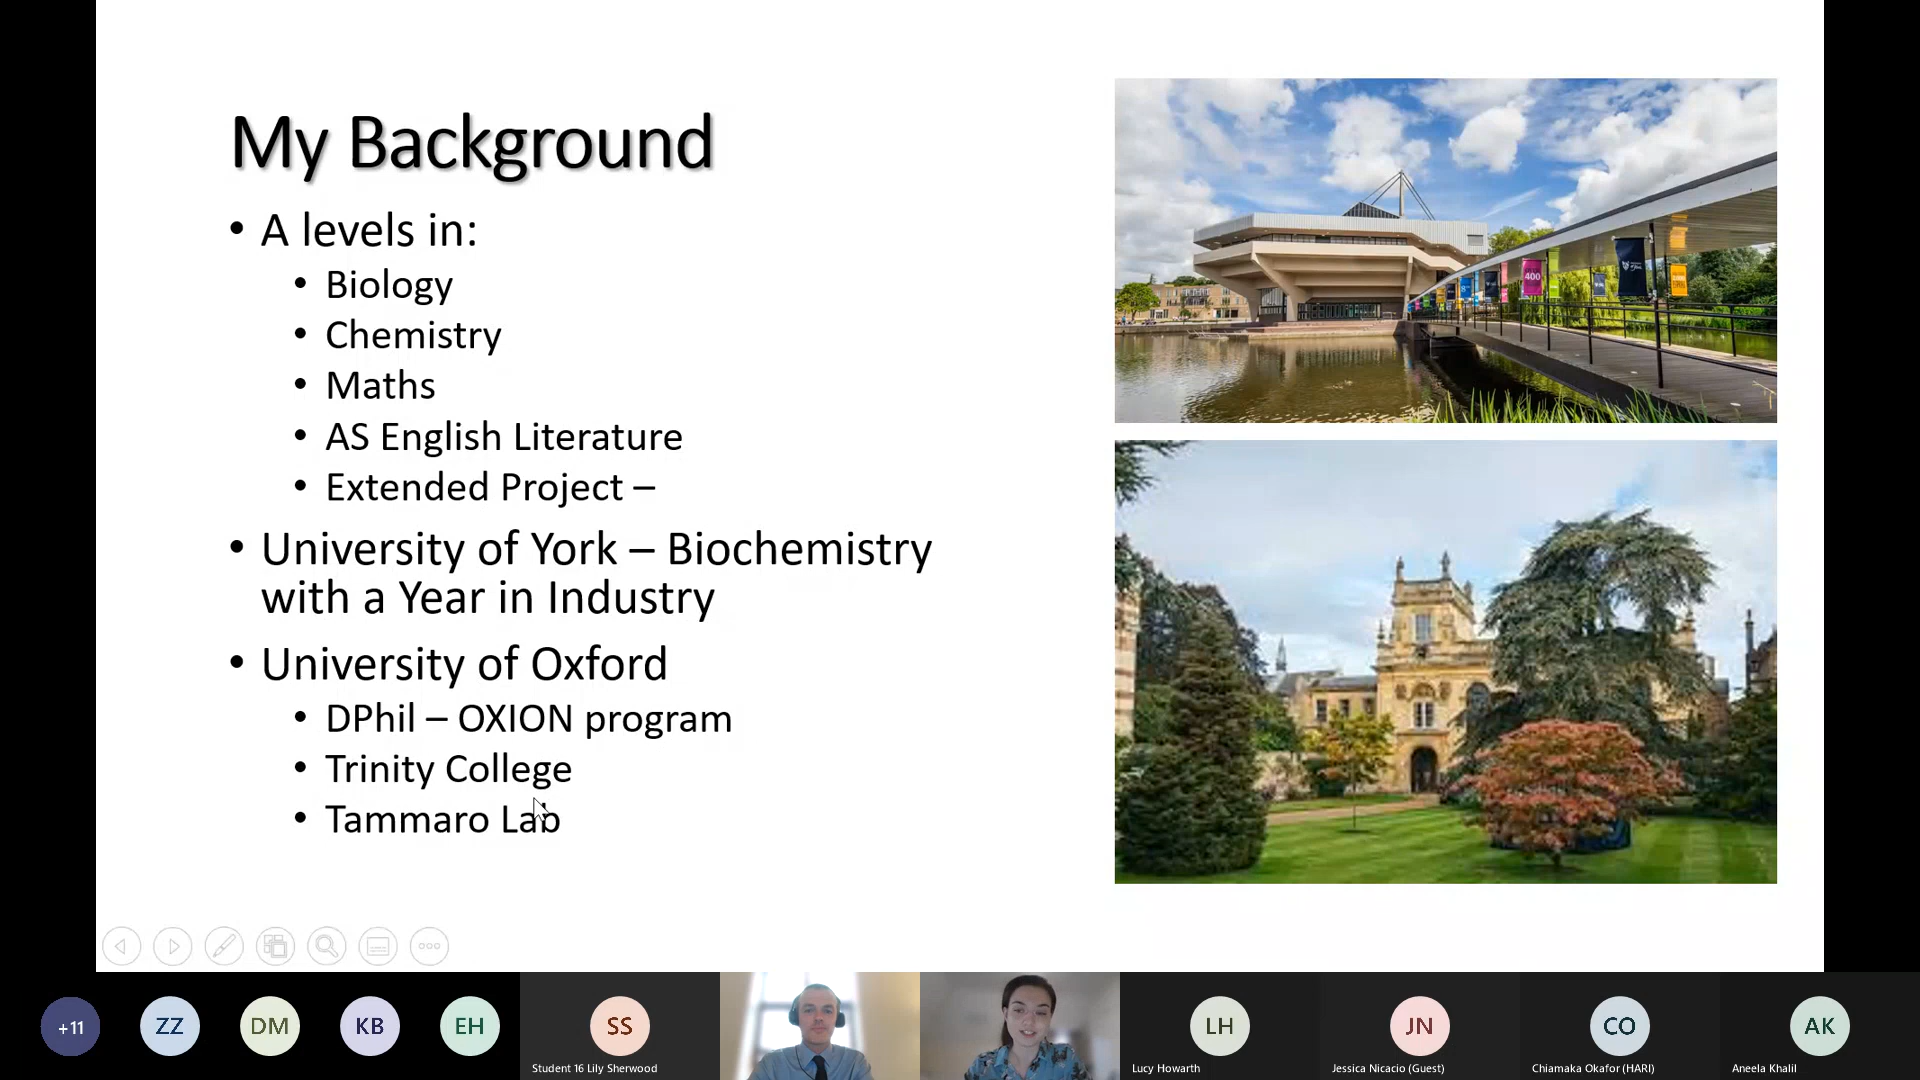 My Background
• A levels in:
• Biology
• Chemistry
• Maths
• AS English Literature
• Extended Project –
• University of York – Biochemistry
with a Year in Industry
• University of Oxford
• DPhil – OXION program
• Trinity College
• Tammaro Lab
400
+11
ZZ
DM
KB
EH
SS
LH
JN
CO
AK
Student 16 Lily Sherwood
Lucy Howarth
Jessica Nicacio (Guest)
Chiamaka Okafor (HARI)
Aneela Khalil